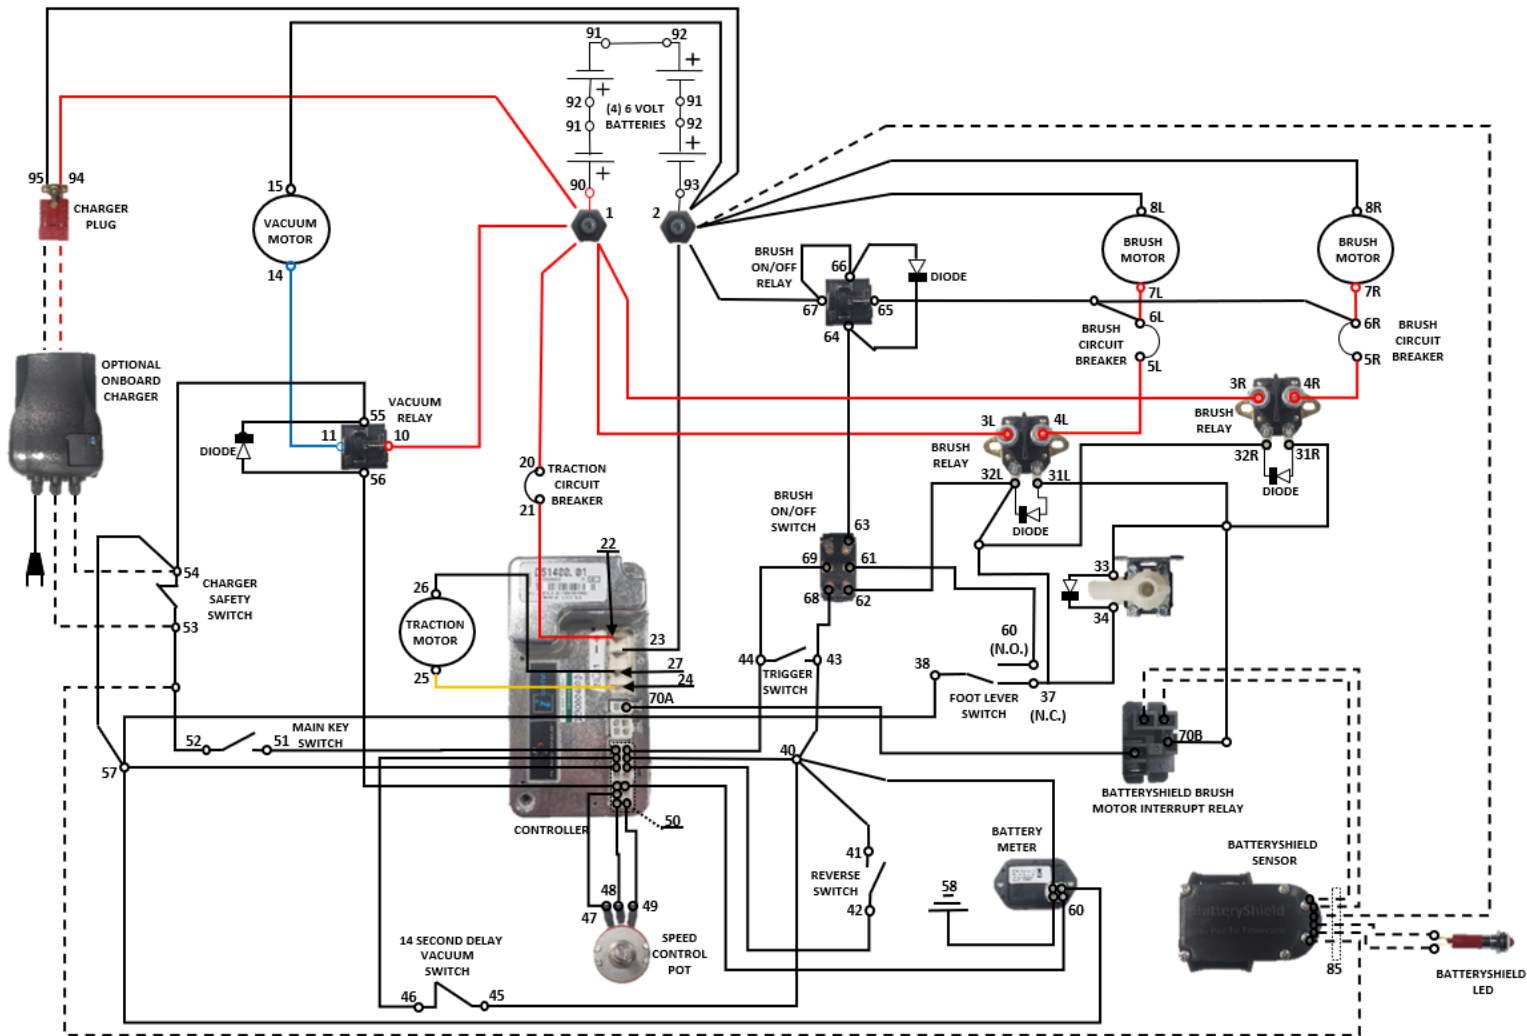 91
92
+
+
92
91
(4) 6 VOLT
BATTERIES
91
92
+
+
90
93
1
2
95
94
CHARGER
PLUG
15
VACUUM
MOTOR
14
8L
8R
BRUSH
MOTOR
BRUSH
MOTOR
7L
7R
BRUSH
ON/OFF
RELAY
66
DIODE
67
65
64
6L
BRUSH
CIRCUIT
BREAKER
5L
6R
BRUSH
CIRCUIT
BREAKER
5R
OPTIONAL
ONBOARD
CHARGER
VACUUM
RELAY
55
11
10
DIODE
56
3R
4R
BRUSH
RELAY
32R
31R
DIODE
3L
4L
BRUSH
RELAY
32L
31L
DIODE
20
TRACTION
CIRCUIT
BREAKER
21
BRUSH
ON/OFF
SWITCH
63
69
61
68
62
22
26
TRACTION
MOTOR
25
23
27
24
70A
54
CHARGER
SAFETY
SWITCH
53
33
34
60
(N.O.)
44
43
TRIGGER
SWITCH
38
FOOT LEVER
SWITCH
37
(N.C.)
MAIN KEY
SWITCH
52
51
57
40
70B
BATTERYSHIELD BRUSH
MOTOR INTERRUPT RELAY
CONTROLLER
50
41
REVERSE
SWITCH
42
BATTERY
METER
58
60
BATTERYSHIELD
SENSOR
BatteryShield
48
47
49
SPEED
CONTROL
POT
14 SECOND DELAY
VACUUM
SWITCH
46
45
85
BATTERYSHIELD
LED